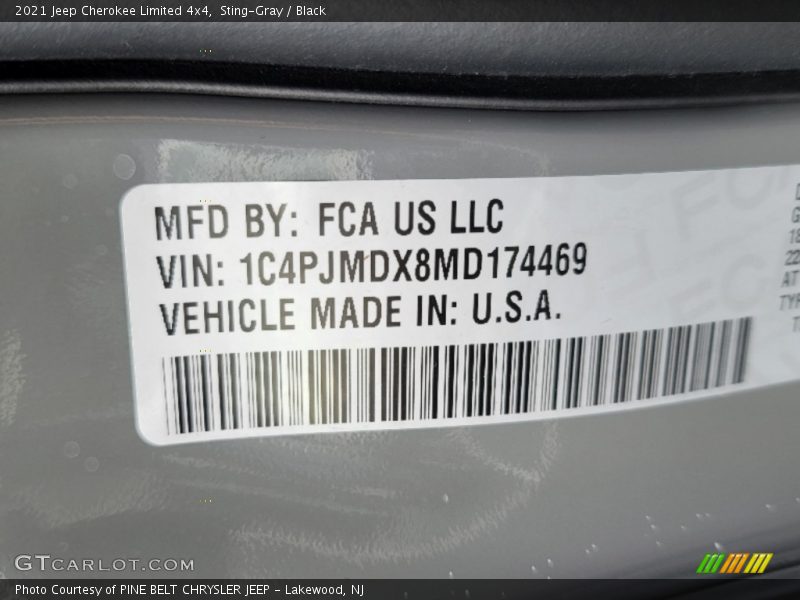 2021 Jeep Cherokee Limited 4x4, Sting-Gray / Black
MFD BY: FCA US LLC
VIN: 1C4PJMDX8MD174469
VEHICLE MADE IN: U.S.A.
AT
GTCARLOT.COM
Photo Courtesy of PINE BELT CHRYSLER JEEP - Lakewood, NJ